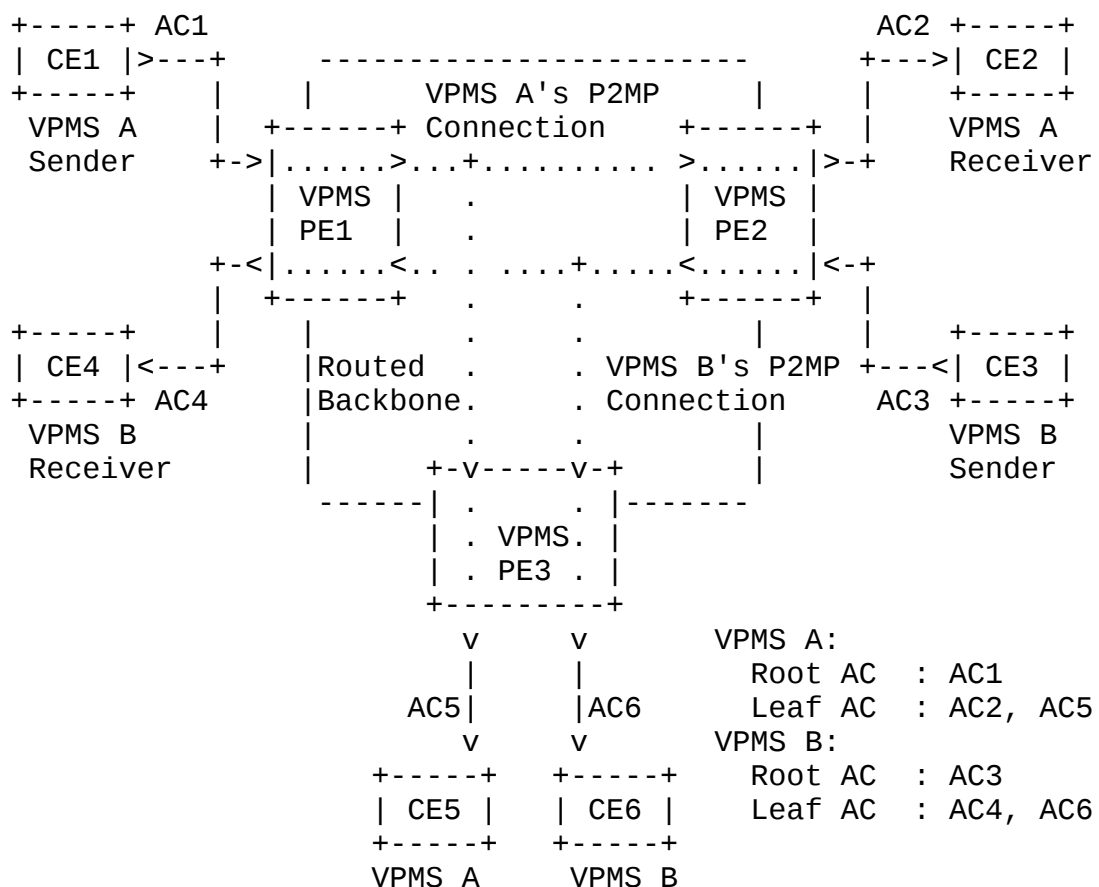 +-----+ AC1                                         AC2 +-----+
| CE1 |>---+     ------------------------      +--->| CE2 |
+-----+    |    |      VPMS A's P2MP      |     |    +-----+
 VPMS A    |  +------+ Connection    +------+  |    VPMS A
 Sender    +->|......>...+.......... >......|>-+    Receiver
              | VPMS |   .           | VPMS |
              | PE1  |   .           | PE2  |
           +-<|......<.. . ....+.....<......|<-+
           |  +------+   .     .     +------+  |
+-----+    |    |        .     .         |     |    +-----+
| CE4 |<---+    |Routed  .     . VPMS B's P2MP +---<| CE3 |
+-----+ AC4     |Backbone.     . Connection     AC3 +-----+
 VPMS B         |        .     .         |          VPMS B
 Receiver       |      +-v-----v-+       |          Sender
                 ------| .     . |-------
                       | . VPMS. |
                       | . PE3 . |
                       +---------+
                         v     v       VPMS A:
                         |     |         Root AC  : AC1
                      AC5|     |AC6      Leaf AC  : AC2, AC5
                         v     v       VPMS B:
                    +-----+   +-----+    Root AC  : AC3
                    | CE5 |   | CE6 |    Leaf AC  : AC4, AC6
                    +-----+   +-----+
                    VPMS A     VPMS B